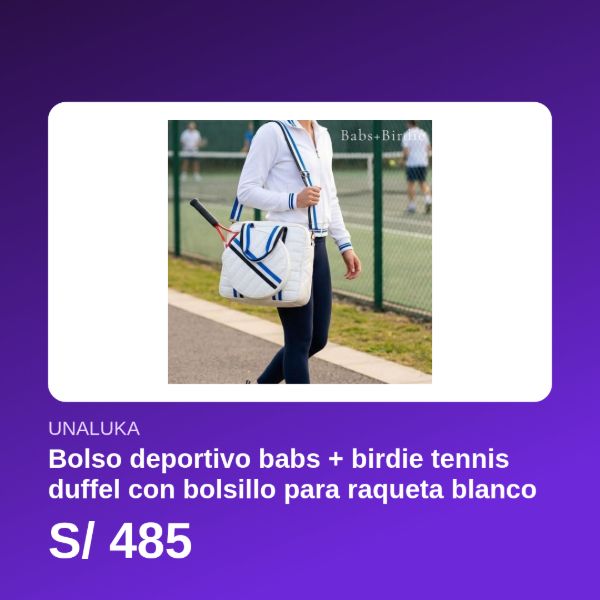 Babs+Birdie
UNALUKA
Bolso deportivo babs + birdie tennis
duffel con bolsillo para raqueta blanco
S/ 485